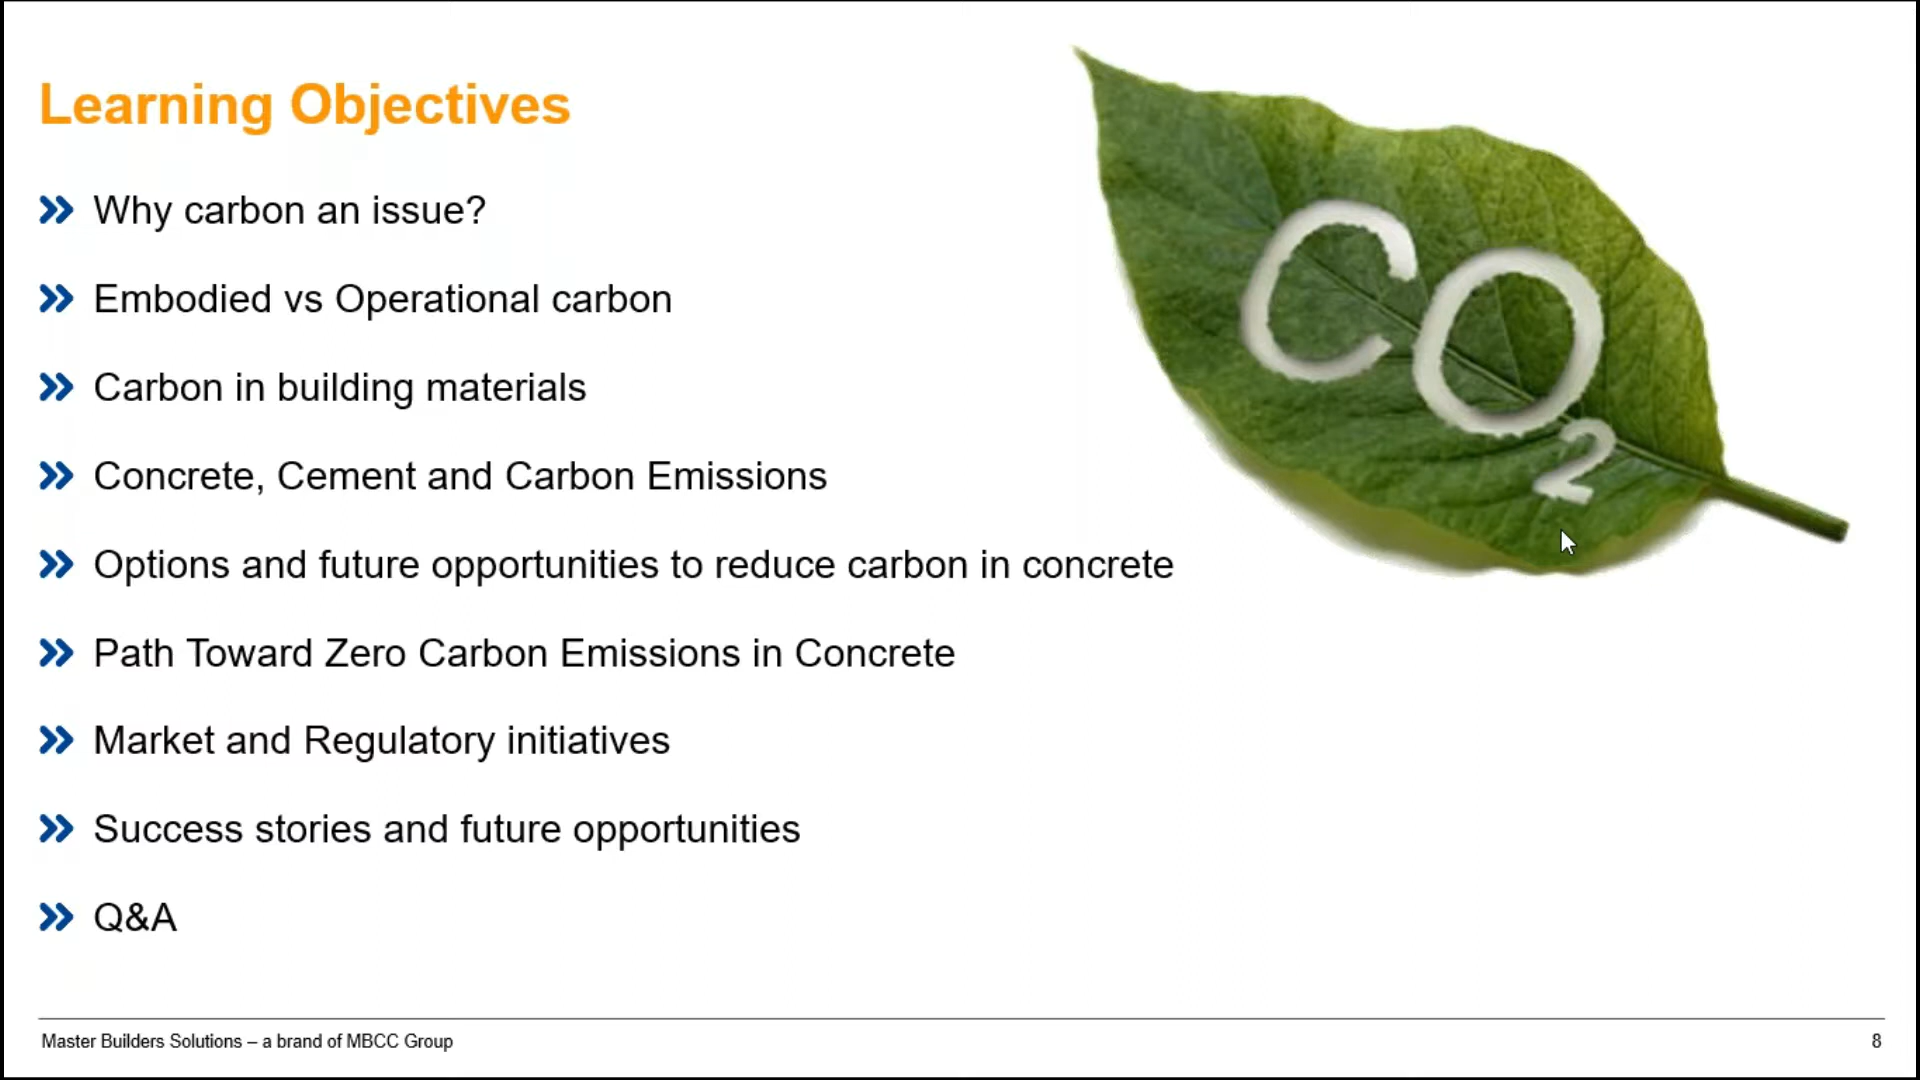 Learning Objectives
Why carbon an issue?
Embodied vs Operational carbon
Carbon in building materials
Concrete, Cement and Carbon Emissions
Options and future opportunities to reduce carbon in concrete
Path Toward Zero Carbon Emissions in Concrete
Market and Regulatory initiatives
Success stories and future opportunities
Q&A
CO2
Master Builders Solutions – a brand of MBCC Group
8